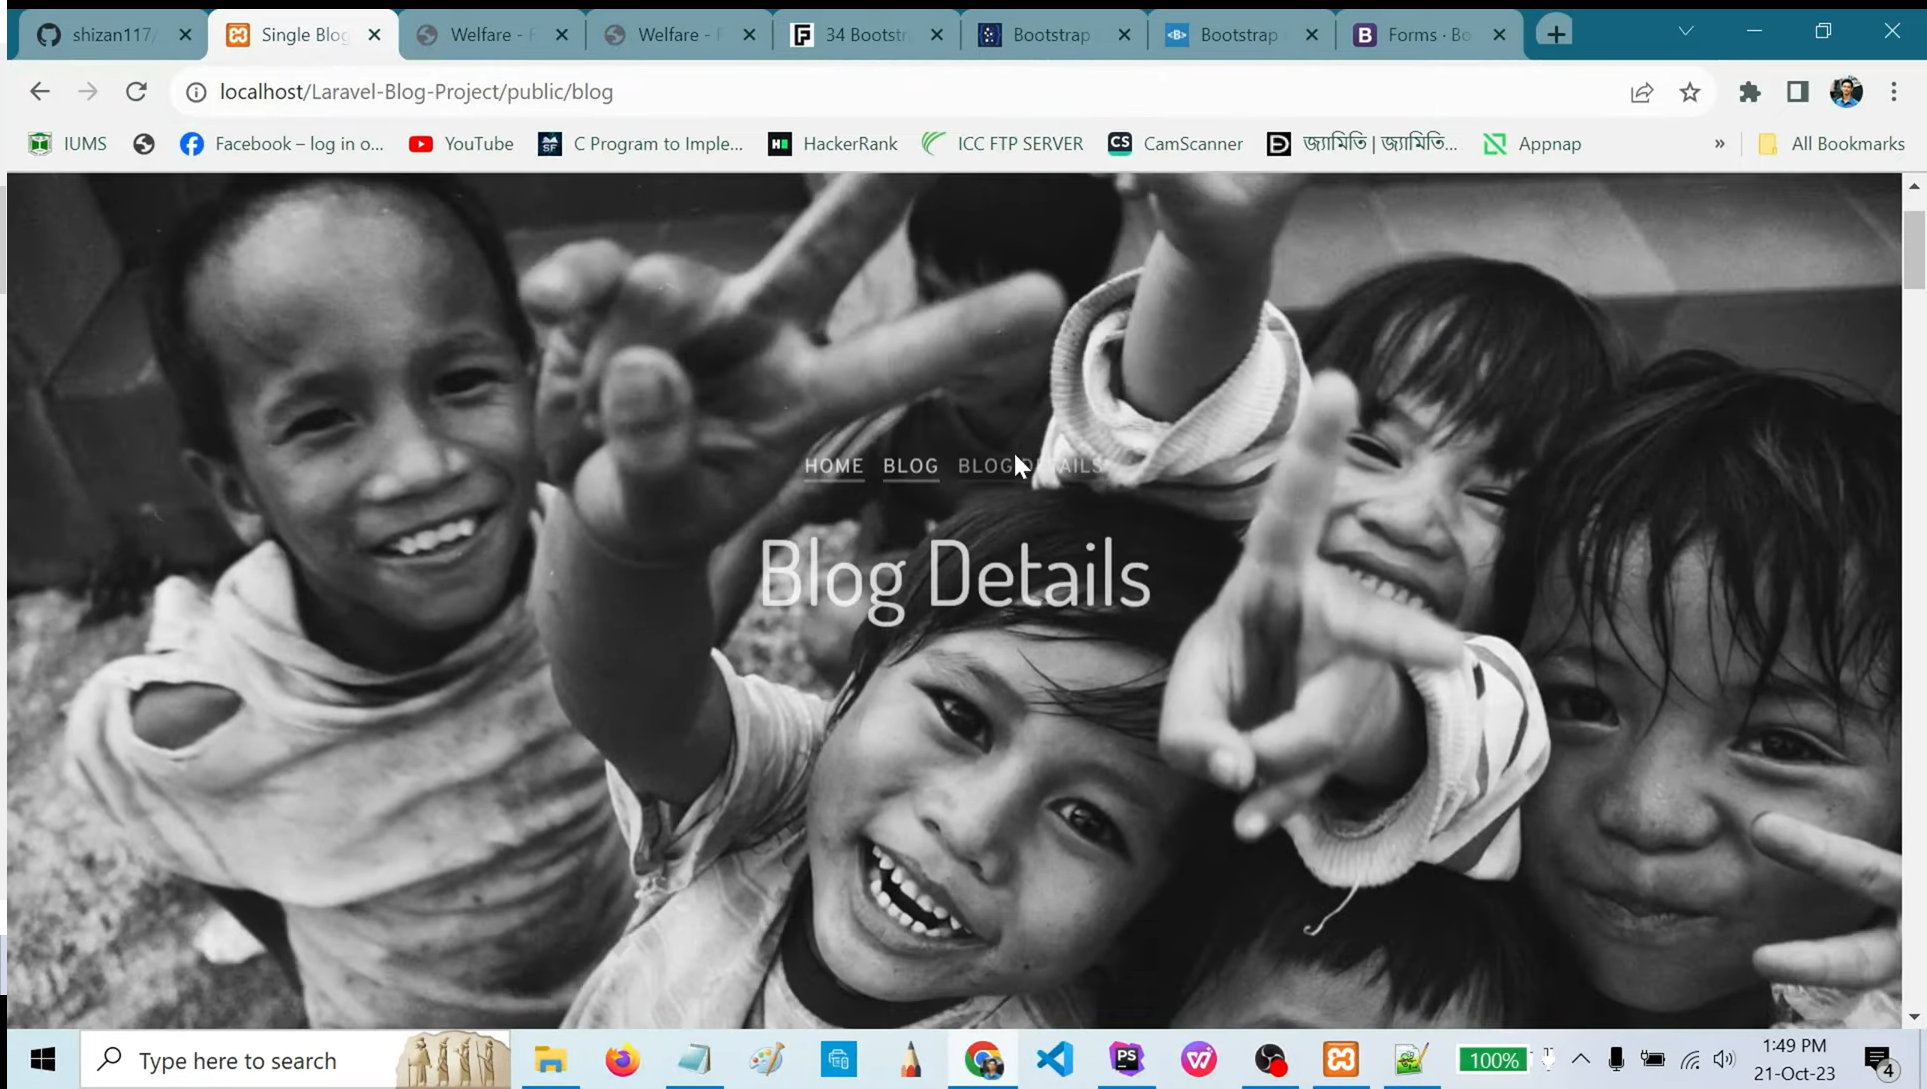 shizan117/
Single Blog
Welfare - F
Welfare - F
34 Bootstr
Bootstrap
Bootstrap
Forms · Bo
localhost/Laravel-Blog-Project/public/blog
IUMS
Facebook – log in o...
YouTube
C Program to Imple...
HackerRank
ICC FTP SERVER
CamScanner
জ্যামিতি | জ্যামিতি...
Appnap
»
All Bookmarks
HOME BLOG BLOG DETAILS
Blog Details
Type here to search
100%
1:49 PM
21-Oct-23
4